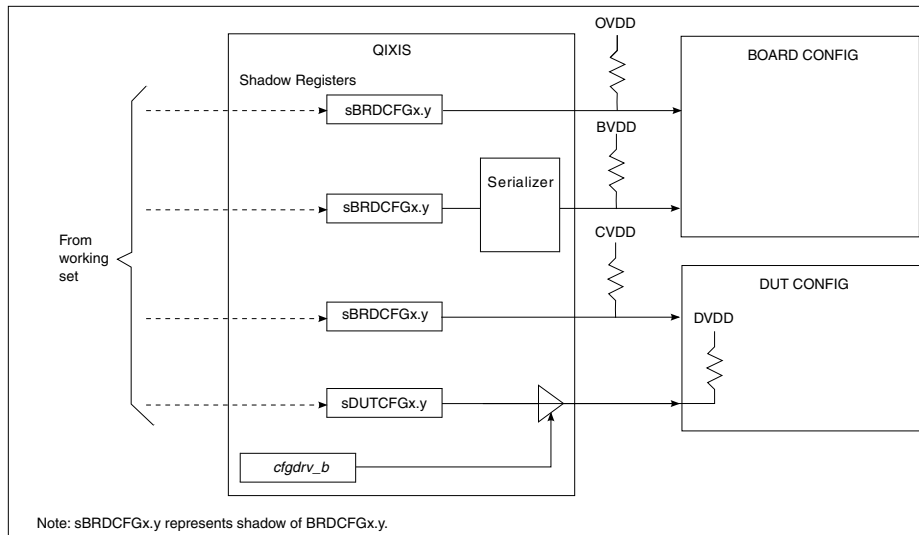 QIXIS
Shadow Registers
OVDD
BOARD CONFIG
sBRDCFGx.y
BVDD
Serializer
sBRDCFGx.y
From
working
set
CVDD
DUT CONFIG
sBRDCFGx.y
DVDD
sDUTCFGx.y
cfgdrv_b
Note: sBRDCFGx.y represents shadow of BRDCFGx.y.